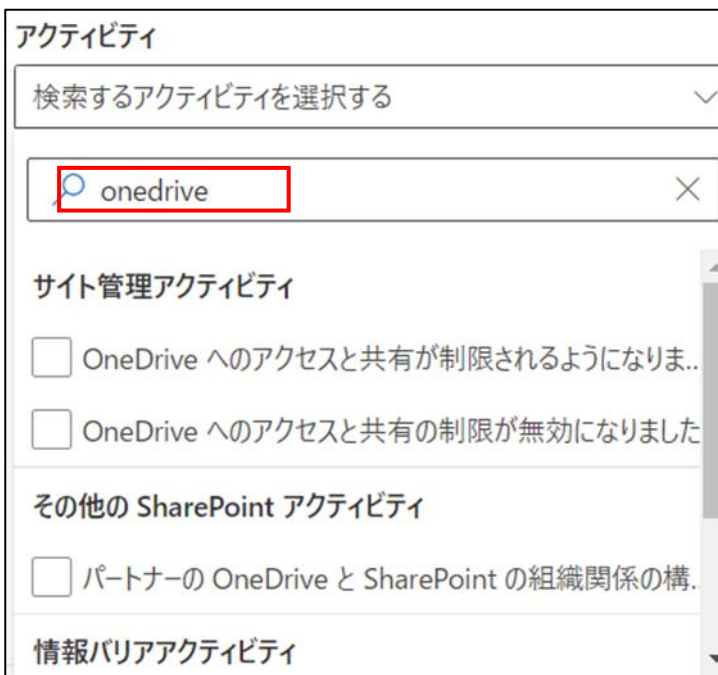 アクティビティ
検索するアクティビティを選択する
onedrive
サイト管理アクティビティ
OneDrive へのアクセスと共有が制限されるようになりま...
OneDrive へのアクセスと共有の制限が無効になりました
その他の SharePoint アクティビティ
パートナーの OneDrive と SharePoint の組織関係の構...
情報バリアアクティビティ